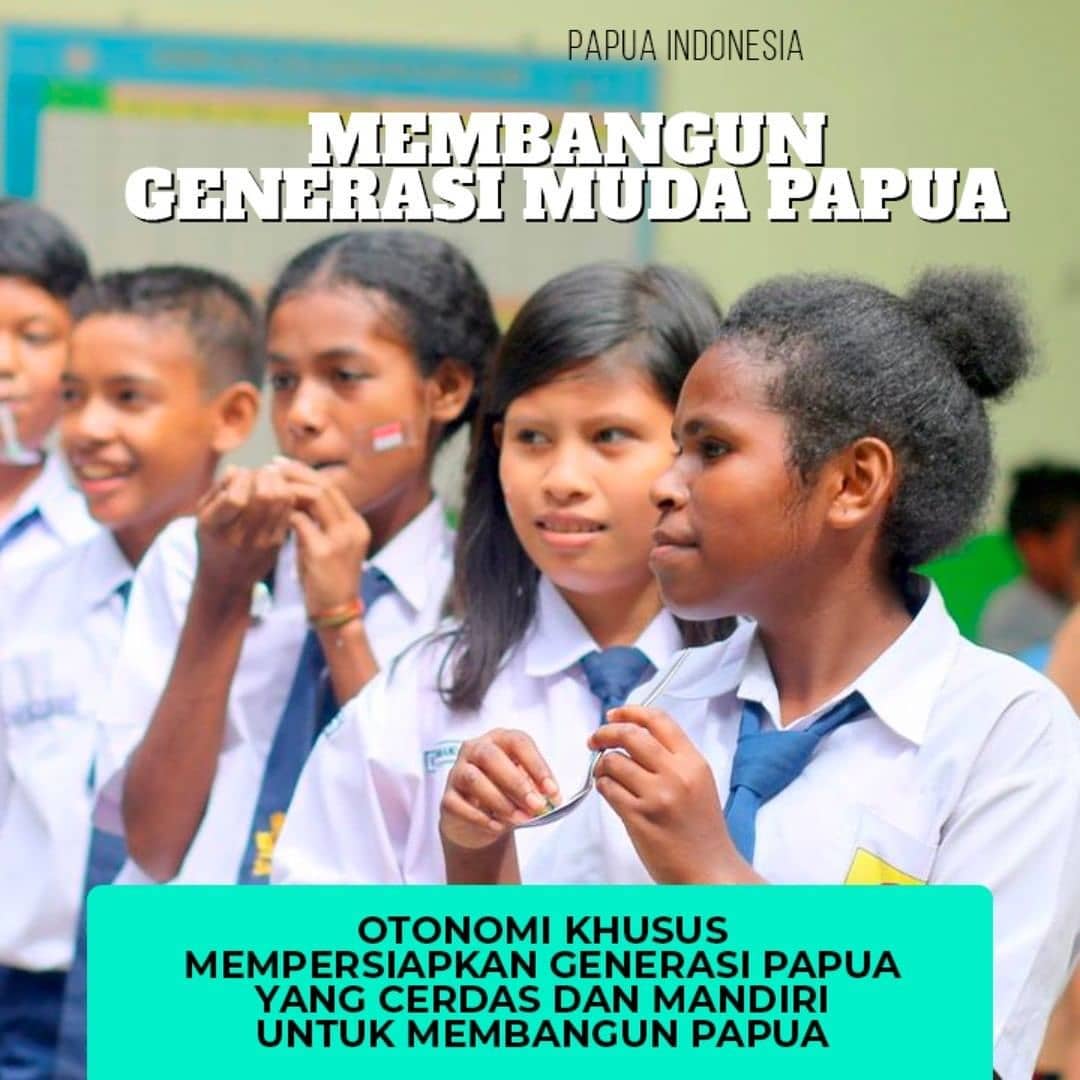 PAPUA INDONESIA
MEMBANGUN
GENERASI MUDA PAPUA
OTONOMI KHUSUS
MEMPERSIAPKAN GENERASI PAPUA
YANG CERDAS DAN MANDIRI
UNTUK MEMBANGUN PAPUA